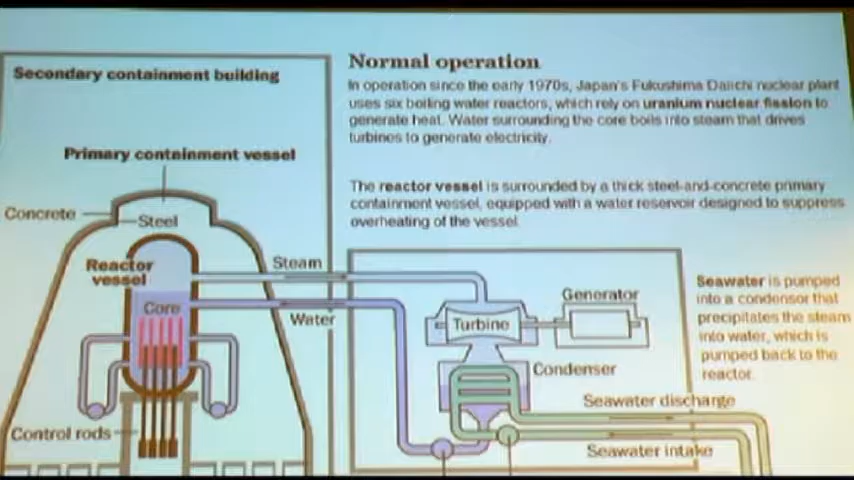 Secondary containment building
Primary containment vessel
Concrete
Steel
Reactor
vessel
Core
Control rods
Steam
Water
Normal operation
In operation since the early 1970s, Japan's Fukushima Daiichi nuclear plant
uses six boiling water reactors, which rely on uranium nuclear fission to
generate heat. Water surrounding the core boils into steam that drives
turbines to generate electricity.
The reactor vessel is surrounded by a thick steel-and-concrete primary
containment vessel, equipped with a water reservoir designed to suppress
overheating of the vessel.
Turbine
Generator
Condenser
Seawater discharge
Seawater intake
Seawater is pumped
into a condensor that
precipitates the steam
into water, which is
pumped back to the
reactor.